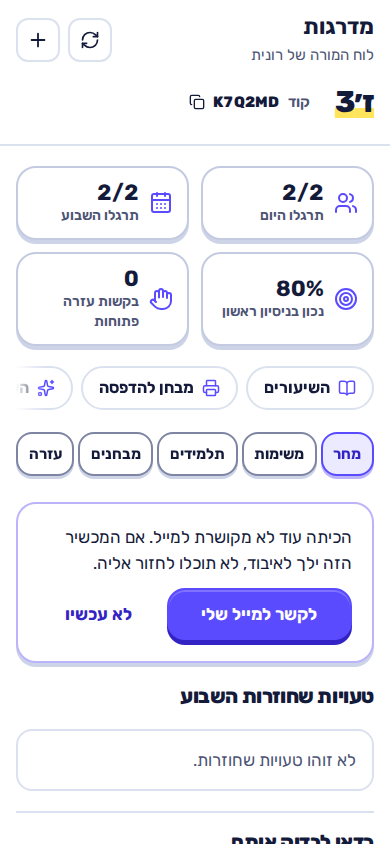 מדרגות
לוח המורה של רונית
ז׳3
קוד K7Q2MD
2/2
תרגלו היום
2/2
תרגלו השבוע
80%
נכון בניסיון ראשון
0
בקשות עזרה
פתוחות
השיעורים
מבחן להדפסה
מחר
משימות
תלמידים
מבחנים
עזרה
הכיתה עוד לא מקושרת למייל. אם המכשיר
הזה ילך לאיבוד, לא תוכלו לחזור אליה.
לקשר למייל שלי
לא עכשיו
טעויות שחוזרות השבוע
לא זוהו טעויות שחוזרות.
כדאי לבדוק איתם